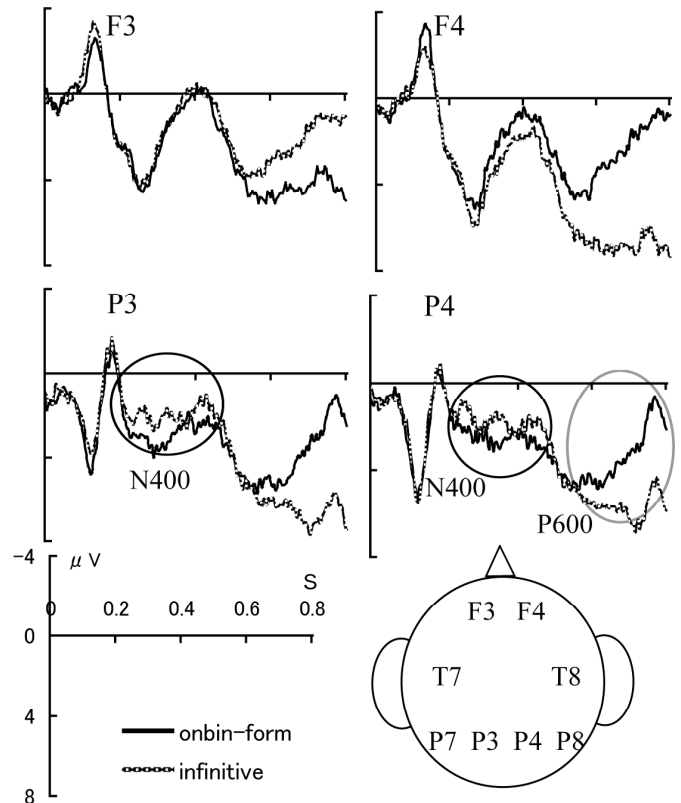 F3
F4
P3
P4
N400
N400
P600
-4
μV
S
0 0.2 0.4 0.6 0.8
0
4
8
onbin-form
infinitive
F3 F4
T7 T8
P7 P3 P4 P8